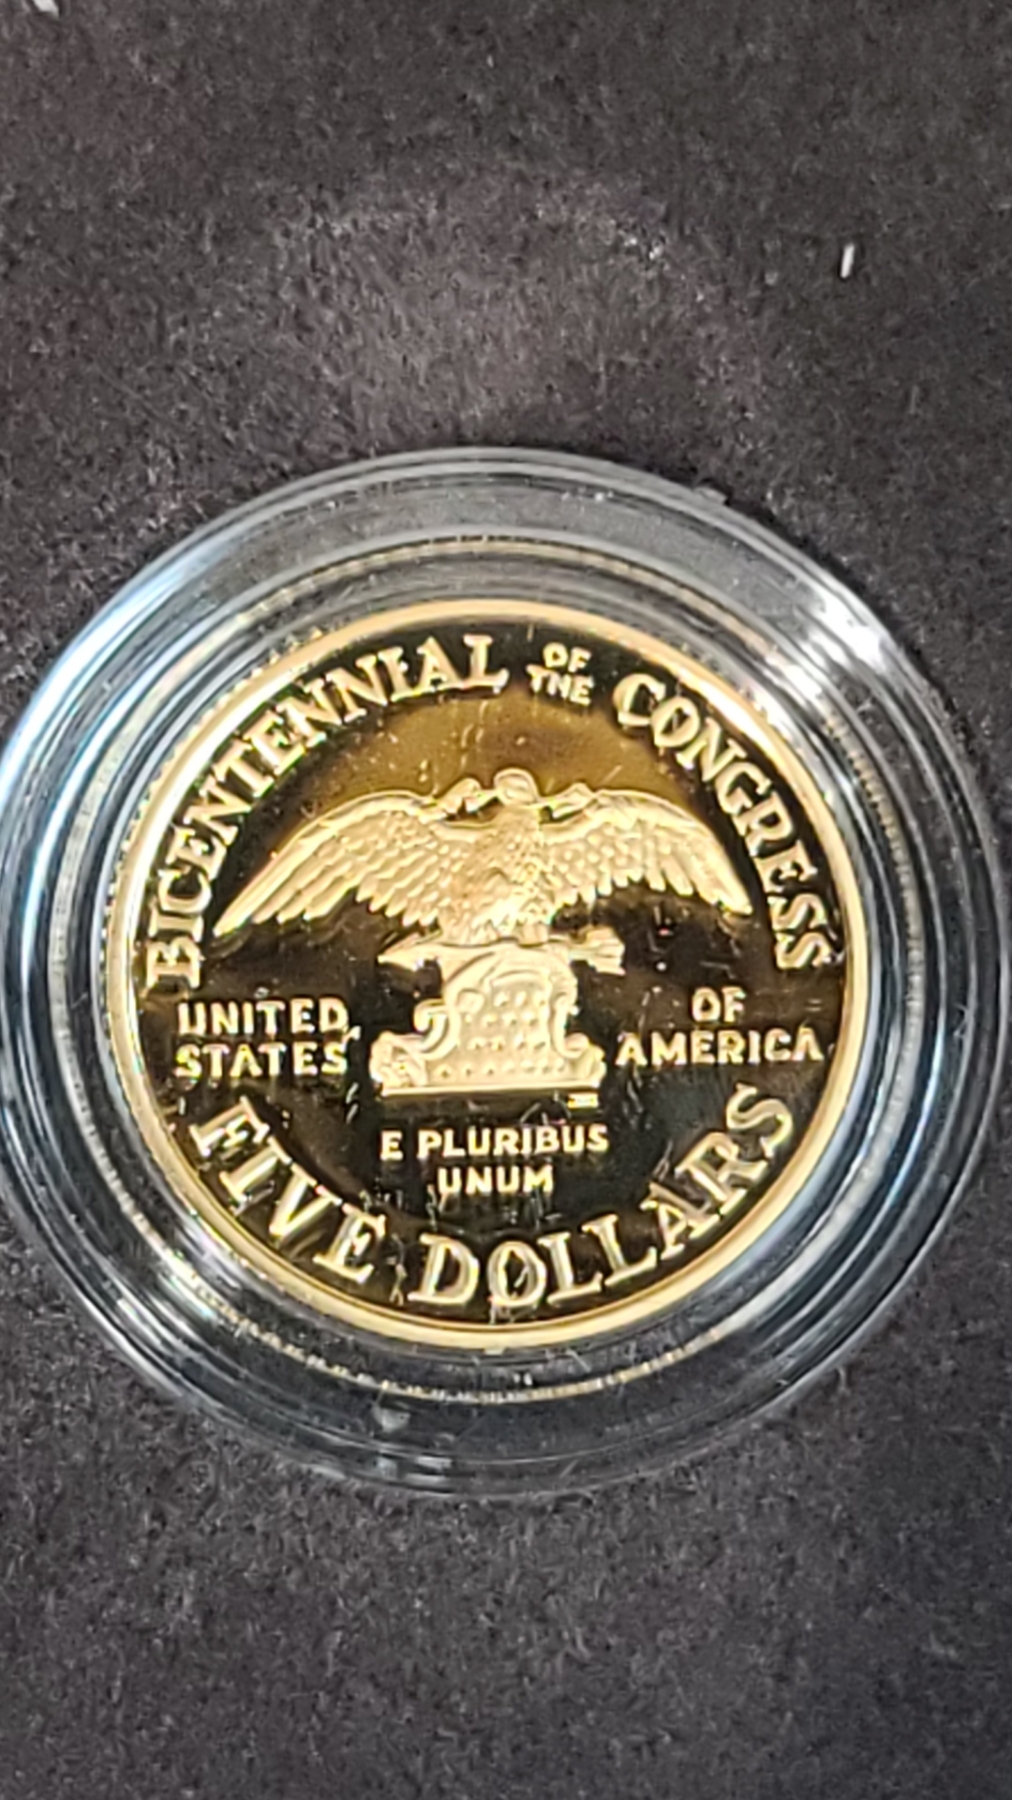 BICENTENNIAL OF THE CONGRESS
UNITED STATES
OF AMERICA
E PLURIBUS
UNUM
FIVE DOLLARS